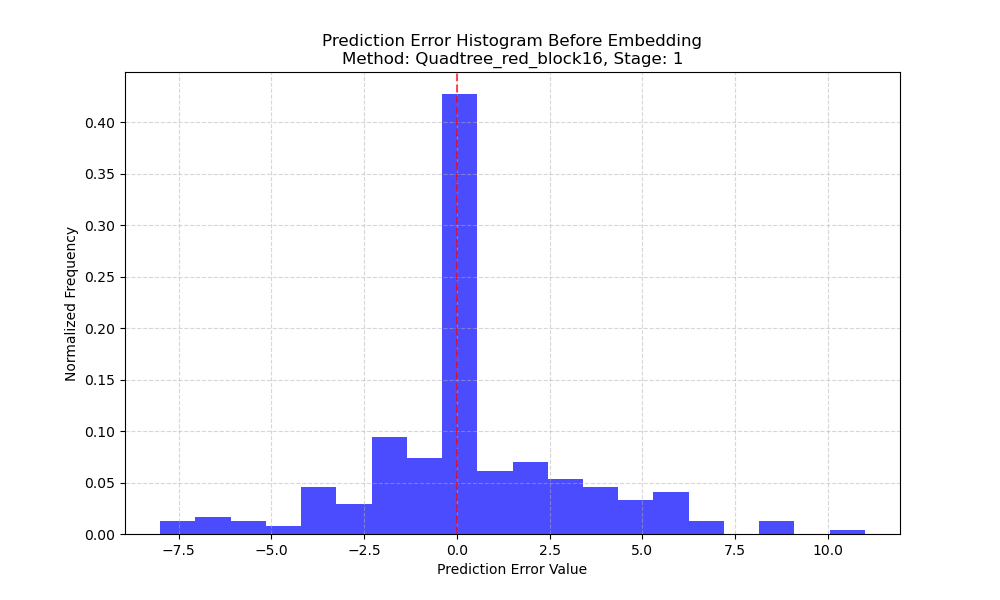 Prediction Error Histogram Before Embedding
Method: Quadtree_red_block16, Stage: 1
Normalized Frequency
0.40
0.35
0.30
0.25
0.20
0.15
0.10
0.05
0.00
−7.5 −5.0 −2.5 0.0 2.5 5.0 7.5 10.0
Prediction Error Value